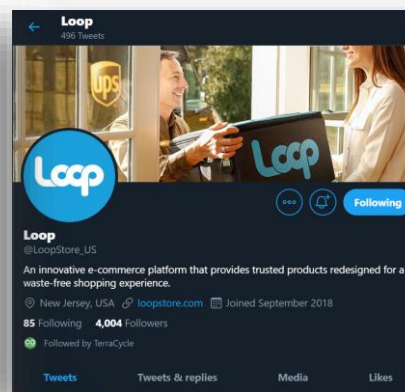 Loop
496 Tweets
ups
Loop
Loop
Following
Loop
@LoopStore_US
An innovative e-commerce platform that provides trusted products redesigned for a
waste-free shopping experience.
New Jersey, USA loopstore.com Joined September 2018
85 Following 4,004 Followers
Followed by TerraCycle
Tweets Tweets & replies Media Likes